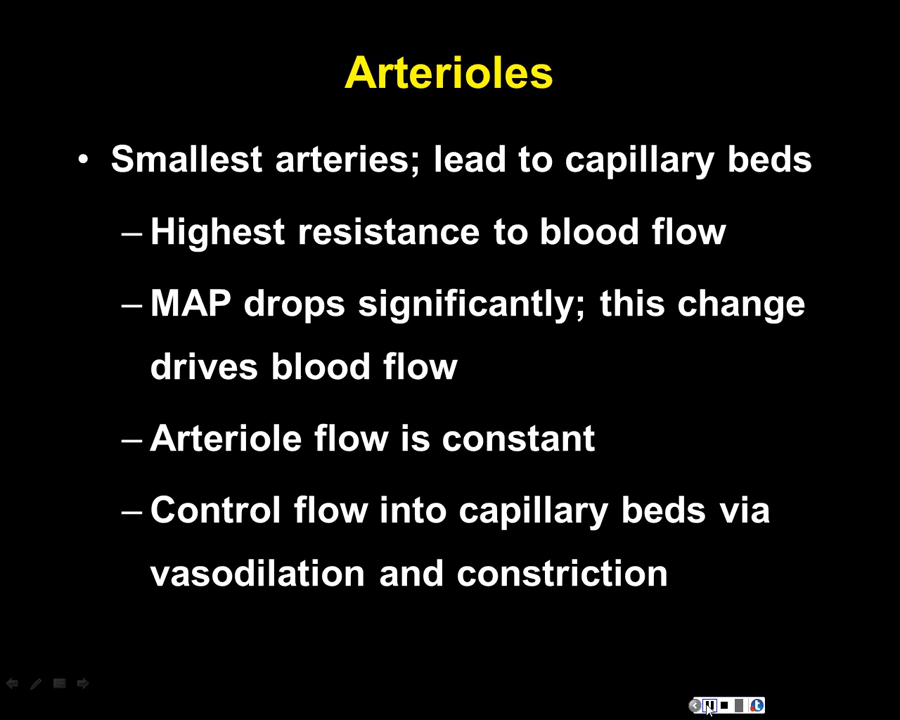 Arterioles
• Smallest arteries; lead to capillary beds
– Highest resistance to blood flow
– MAP drops significantly; this change
drives blood flow
– Arteriole flow is constant
– Control flow into capillary beds via
vasodilation and constriction